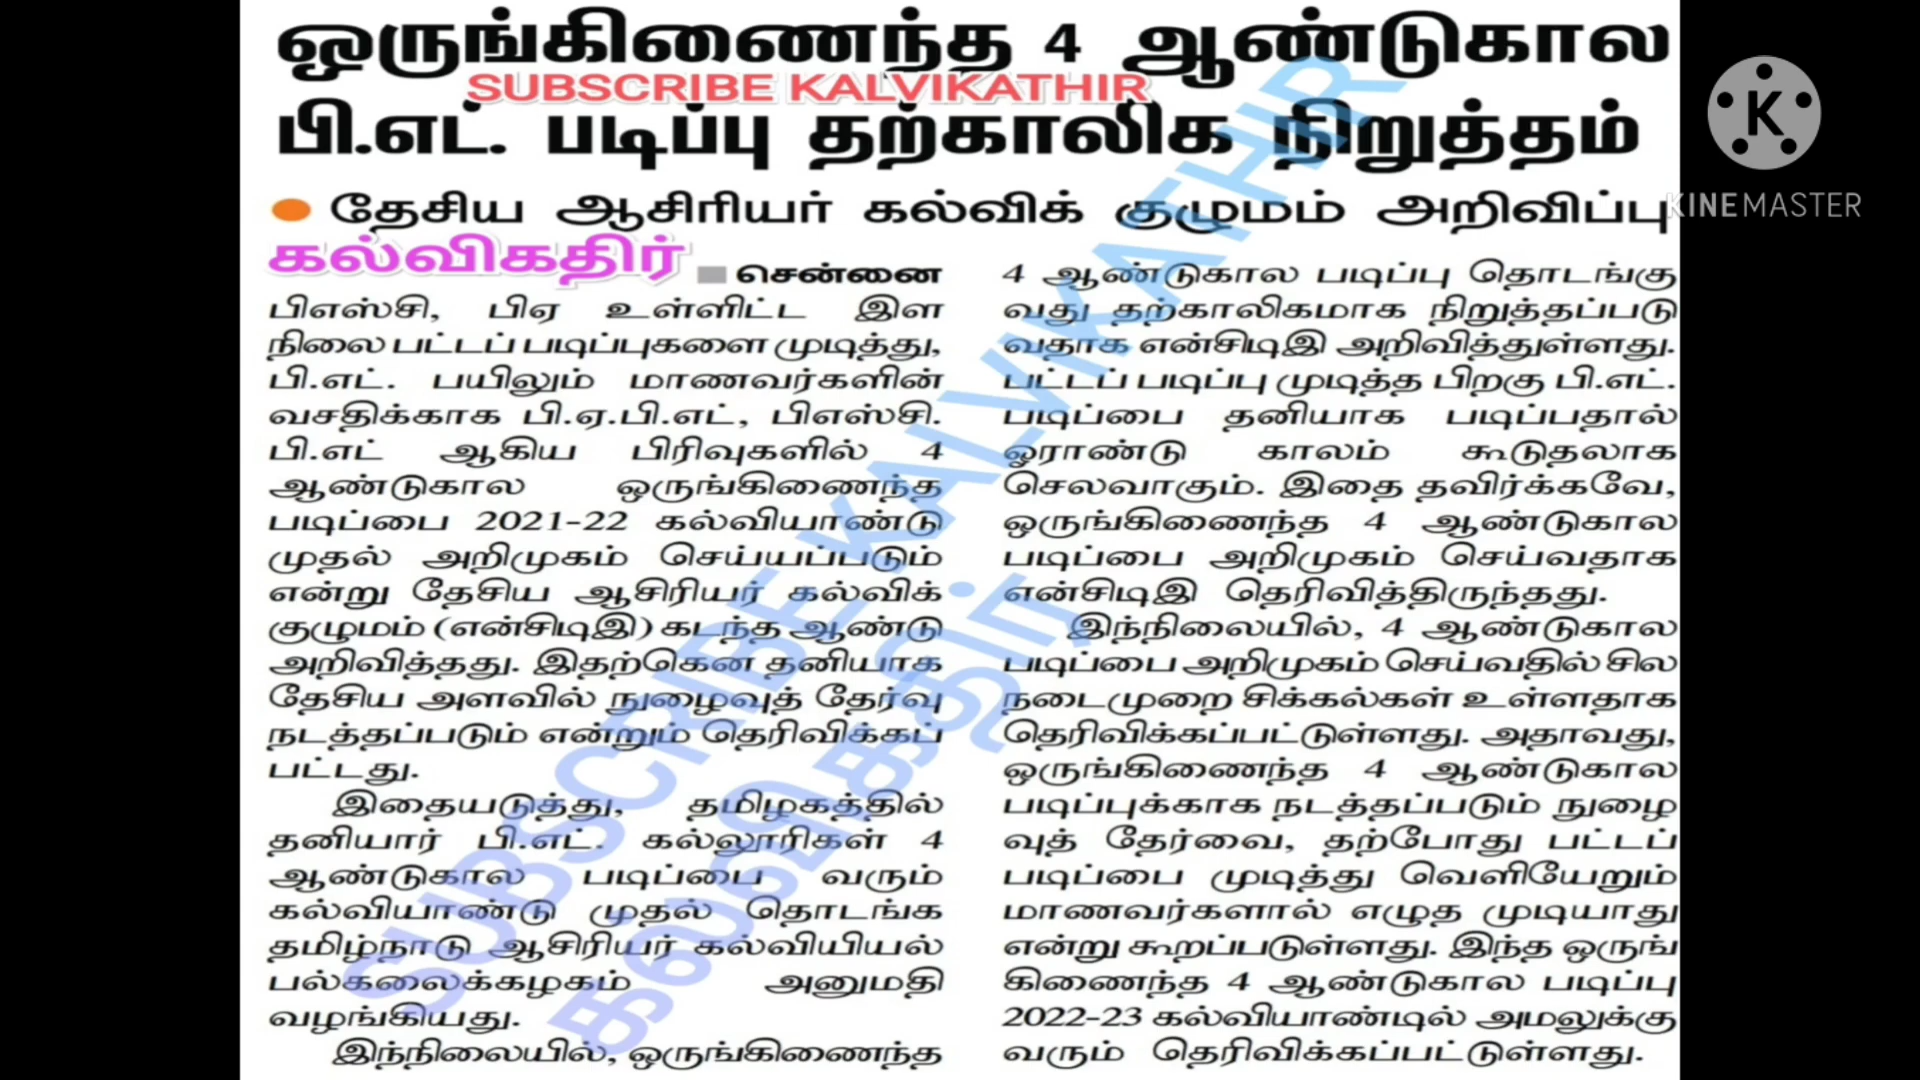 ஒருங்கிணைந்த 4 ஆண்டுகால
SUBSCRIBE KALVIKATHIR
பி.எட். படிப்பு தற்காலிக நிறுத்தம்
தேசிய ஆசிரியர் கல்விக் குழுமம் அறிவிப்பு
கல்விகதிர்
சென்னை
பிஎஸ்சி, பிஏ உள்ளிட்ட இள
நிலை பட்டப் படிப்புகளை முடித்து,
பி.எட். பயிலும் மாணவர்களின்
வசதிக்காக பி.ஏ.பி.எட், பிஎஸ்சி.
பி.எட் ஆகிய பிரிவுகளில் 4
ஆண்டுகால ஒருங்கிணைந்த
படிப்பை 2021-22 கல்வியாண்டு
முதல் அறிமுகம் செய்யப்படும்
என்று தேசிய ஆசிரியர் கல்விக்
குழுமம் (என்சிடிஇ) கடந்த ஆண்டு
அறிவித்தது. இதற்கென தனியாக
தேசிய அளவில் நுழைவுத் தேர்வு
நடத்தப்படும் என்றும் தெரிவிக்கப்
பட்டது.
இதையடுத்து, தமிழகத்தில்
தனியார் பி.எட். கல்லூரிகள் 4
ஆண்டுகால படிப்பை வரும்
கல்வியாண்டு முதல் தொடங்க
தமிழ்நாடு ஆசிரியர் கல்வியியல்
பல்கலைக்கழகம் அனுமதி
வழங்கியது.
இந்நிலையில், ஒருங்கிணைந்த
4 ஆண்டுகால படிப்பு தொடங்கு
வது தற்காலிகமாக நிறுத்தப்படு
வதாக என்சிடிஇ அறிவித்துள்ளது.
பட்டப் படிப்பு முடித்த பிறகு பி.எட்.
படிப்பை தனியாக படிப்பதால்
ஓராண்டு காலம் கூடுதலாக
செலவாகும். இதை தவிர்க்கவே,
ஒருங்கிணைந்த 4 ஆண்டுகால
படிப்பை அறிமுகம் செய்வதாக
என்சிடிஇ தெரிவித்திருந்தது.
இந்நிலையில், 4 ஆண்டுகால
படிப்பை அறிமுகம் செய்வதில் சில
நடைமுறை சிக்கல்கள் உள்ளதாக
தெரிவிக்கப்பட்டுள்ளது. அதாவது,
ஒருங்கிணைந்த 4 ஆண்டுகால
படிப்புக்காக நடத்தப்படும் நுழை
வுத் தேர்வை, தற்போது பட்டப்
படிப்பை முடித்து வெளியேறும்
மாணவர்களால் எழுத முடியாது
என்று கூறப்படுள்ளது. இந்த ஒருங்
கிணைந்த 4 ஆண்டுகால படிப்பு
2022-23 கல்வியாண்டில் அமலுக்கு
வரும் தெரிவிக்கப்பட்டுள்ளது.
SUBSCRIBE KALVIKATHIR
கல்விகதிர்
K
KINEMASTER